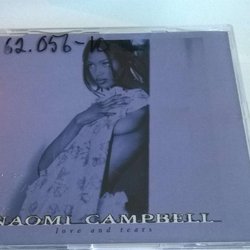 62.056-10
NAOMI CAMPBELL
love and tears